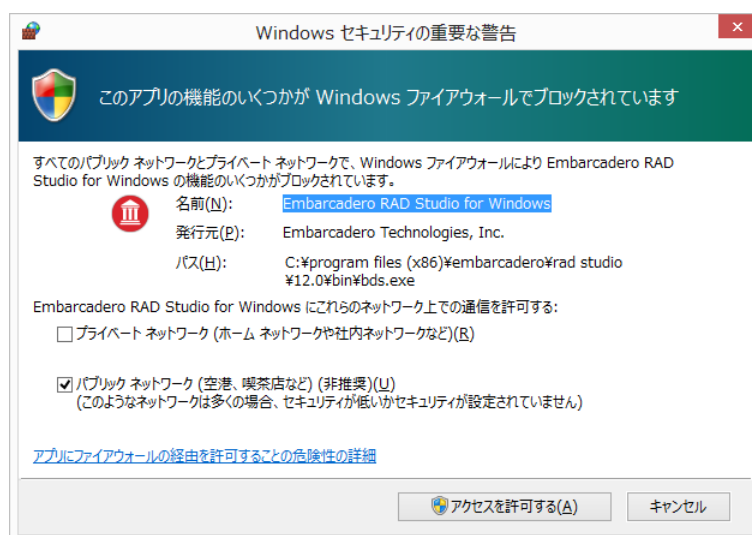 Windows セキュリティの重要な警告
このアプリの機能のいくつかが Windows ファイアウォールでブロックされています
すべてのパブリック ネットワークとプライベート ネットワークで、Windows ファイアウォールにより Embarcadero RAD
Studio for Windows の機能のいくつかがブロックされています。
名前(N): Embarcadero RAD Studio for Windows
発行元(P): Embarcadero Technologies, Inc.
パス(H): C:¥program files (x86)¥embarcadero¥rad studio
¥12.0¥bin¥bds.exe
Embarcadero RAD Studio for Windows にこれらのネットワーク上での通信を許可する:
プライベート ネットワーク (ホーム ネットワークや社内ネットワークなど)(R)
パブリック ネットワーク (空港、喫茶店など) (非推奨)(U)
(このようなネットワークは多くの場合、セキュリティが低いかセキュリティが設定されていません)
アプリにファイアウォールの経由を許可することの危険性の詳細
アクセスを許可する(A) キャンセル